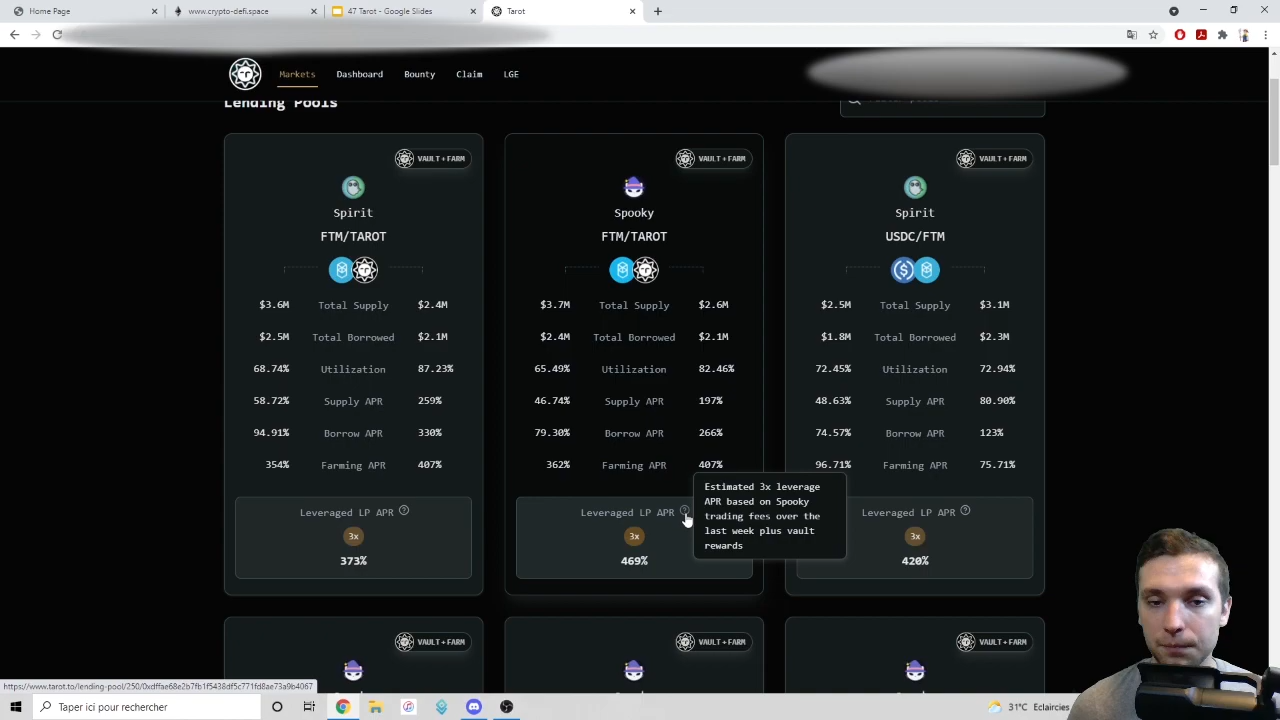 Home Page
www.crypto-defi.space
47 Tarot - Google Slides
Tarot
Markets
Dashboard
Bounty
Claim
LGE
Lending Pools
VAULT + FARM
Spirit
FTM/TAROT
$3.6M Total Supply $2.4M
$2.5M Total Borrowed $2.1M
68.74% Utilization 87.23%
58.72% Supply APR 259%
94.91% Borrow APR 330%
354% Farming APR 407%
Leveraged LP APR
3x
373%
VAULT + FARM
Spooky
FTM/TAROT
$3.7M Total Supply $2.6M
$2.4M Total Borrowed $2.1M
65.49% Utilization 82.46%
46.74% Supply APR 197%
79.30% Borrow APR 266%
362% Farming APR 407%
Leveraged LP APR
3x
469%
Estimated 3x leverage
APR based on Spooky
trading fees over the
last week plus vault
rewards
VAULT + FARM
Spirit
USDC/FTM
$2.5M Total Supply $3.1M
$1.8M Total Borrowed $2.3M
72.45% Utilization 72.94%
48.63% Supply APR 80.90%
74.57% Borrow APR 123%
96.71% Farming APR 75.71%
Leveraged LP APR
3x
420%
VAULT + FARM
VAULT + FARM
VAULT + FARM
https://www.tarot.to/lending-pool/250/0xdffae68e2b7fb1f5438df5c771fd8ae73a9b4067
Taper ici pour rechercher
31°C Eclaircies